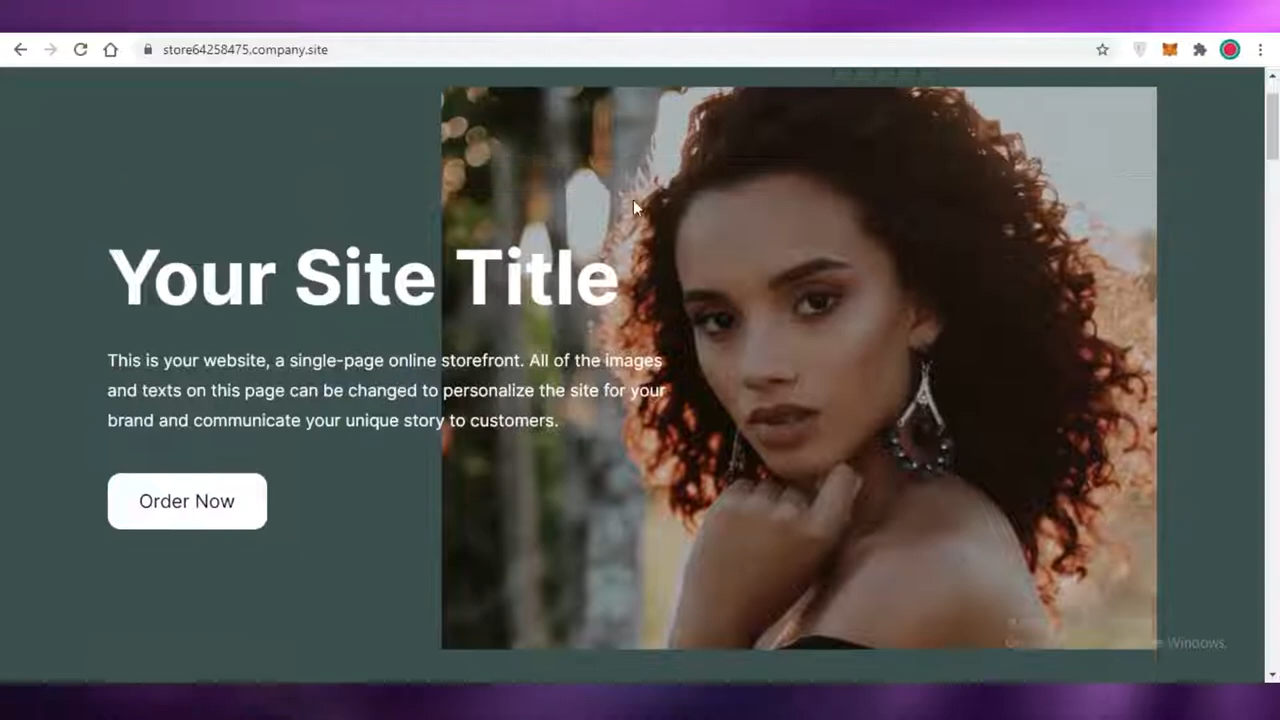 store64258475.company.site
Your Site Title
This is your website, a single-page online storefront. All of the images
and texts on this page can be changed to personalize the site for your
brand and communicate your unique story to customers.
Order Now
Windows.